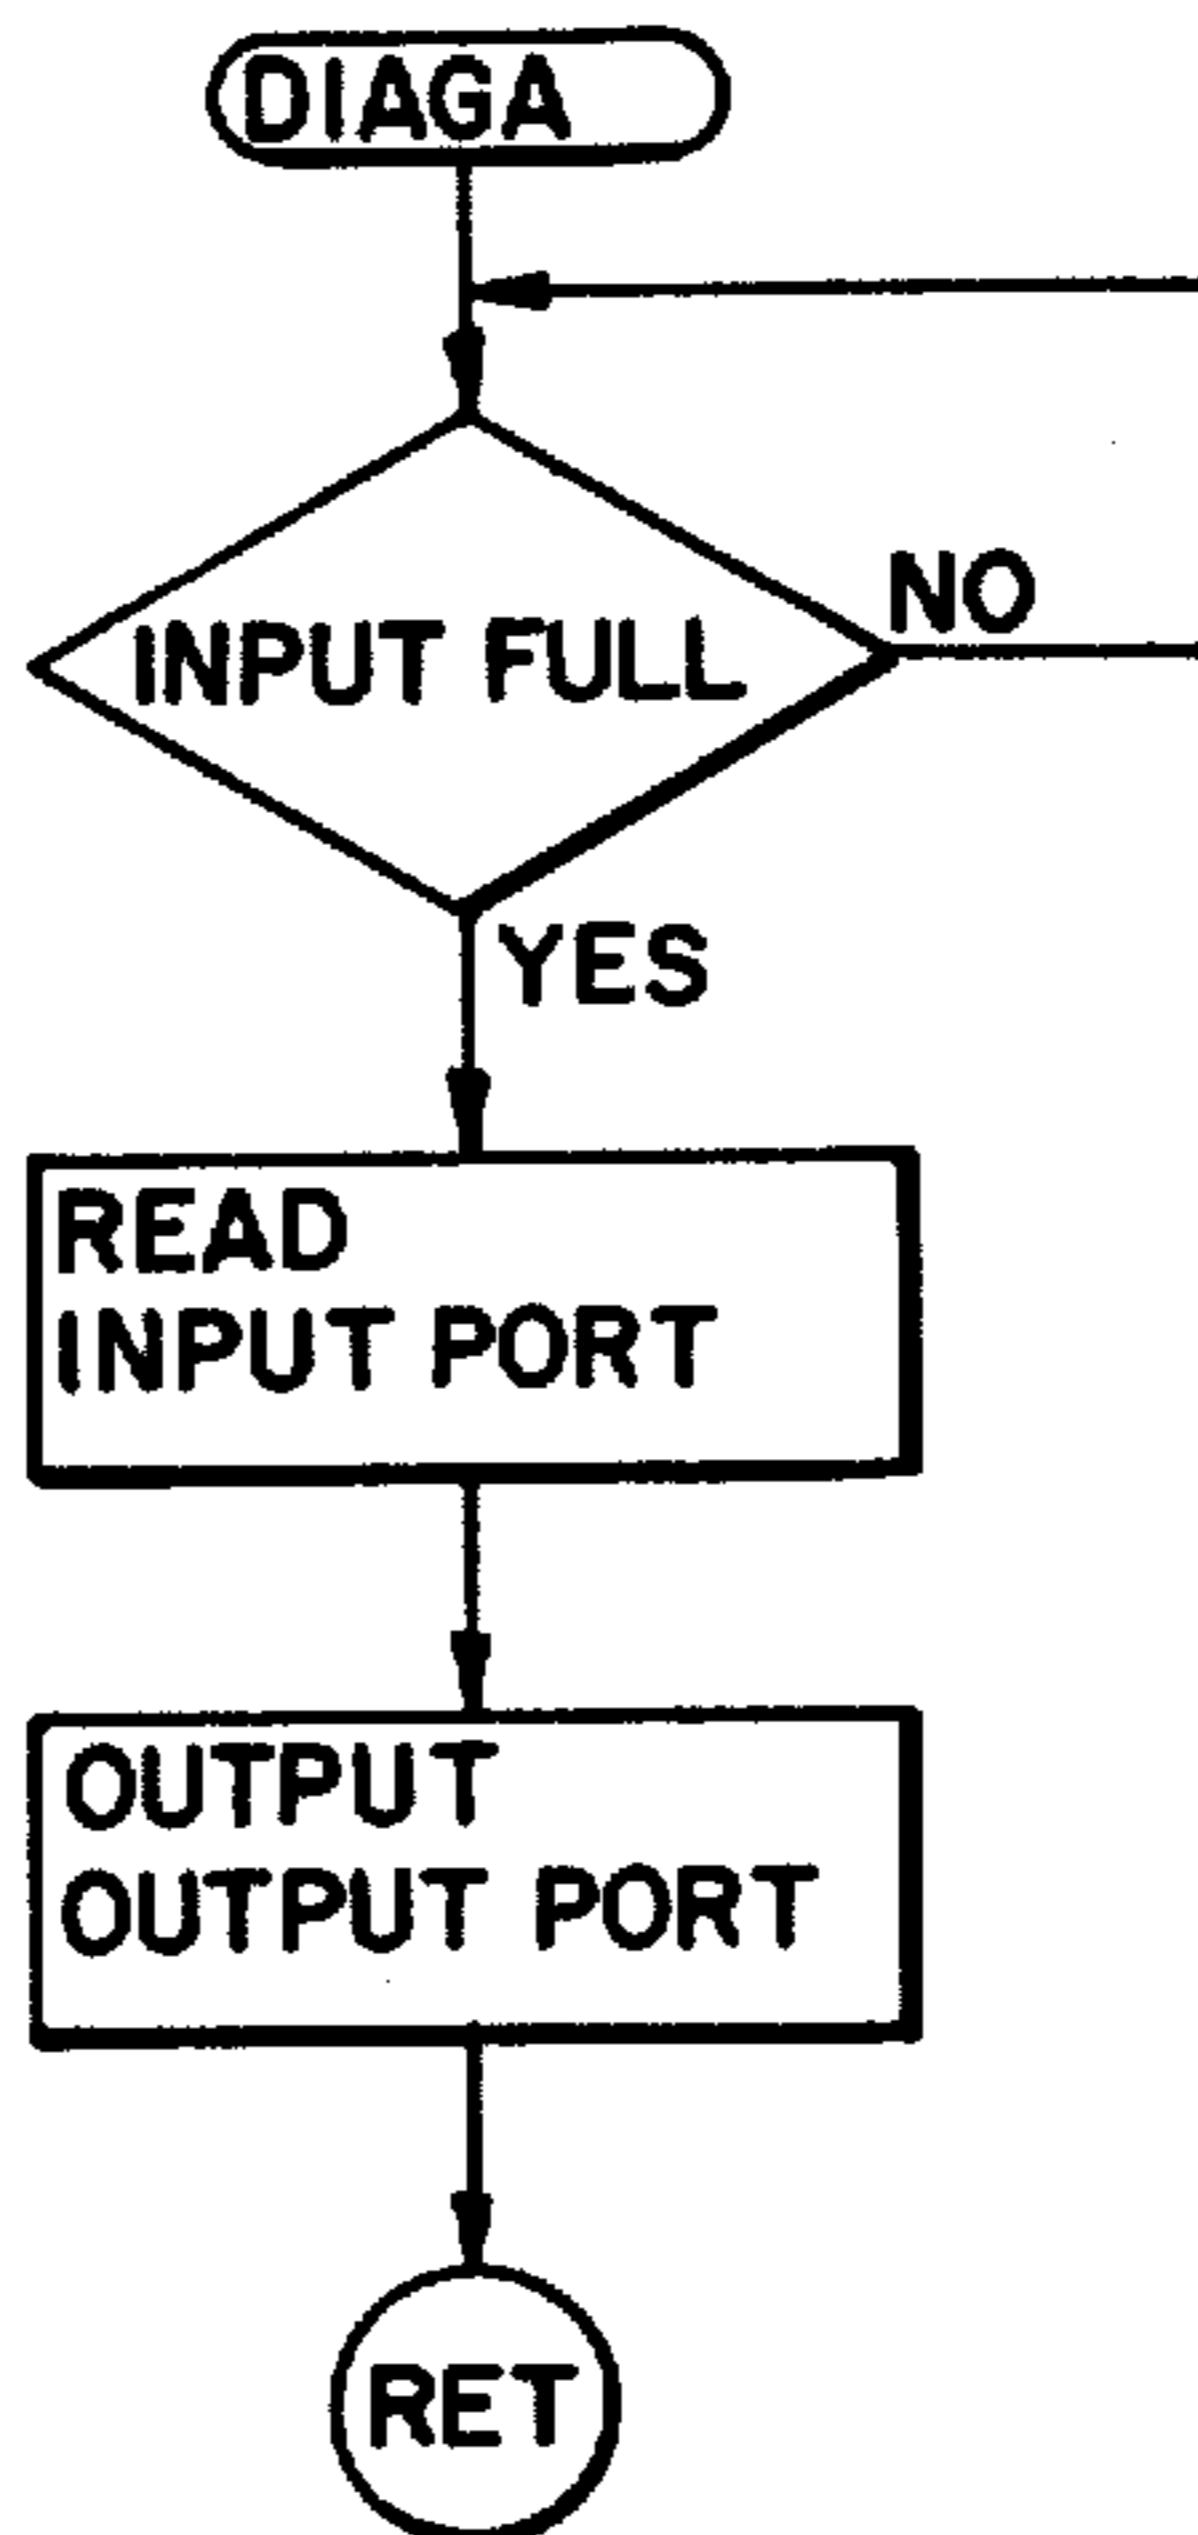 DIAGA
INPUT FULL
NO
YES
READ
INPUT PORT
OUTPUT
OUTPUT PORT
RET